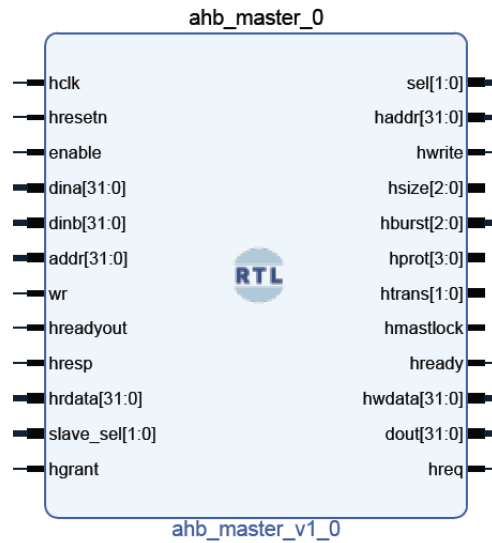 ahb_master_0
hclk sel[1:0]
hresetn haddr[31:0]
enable hwrite
dina[31:0] hsize[2:0]
dinb[31:0] hburst[2:0]
addr[31:0] hprot[3:0]
RTL
wr htrans[1:0]
hreadyout hmastlock
hresp hready
hrdata[31:0] hwdata[31:0]
slave_sel[1:0] dout[31:0]
hgrant hreq
ahb_master_v1_0